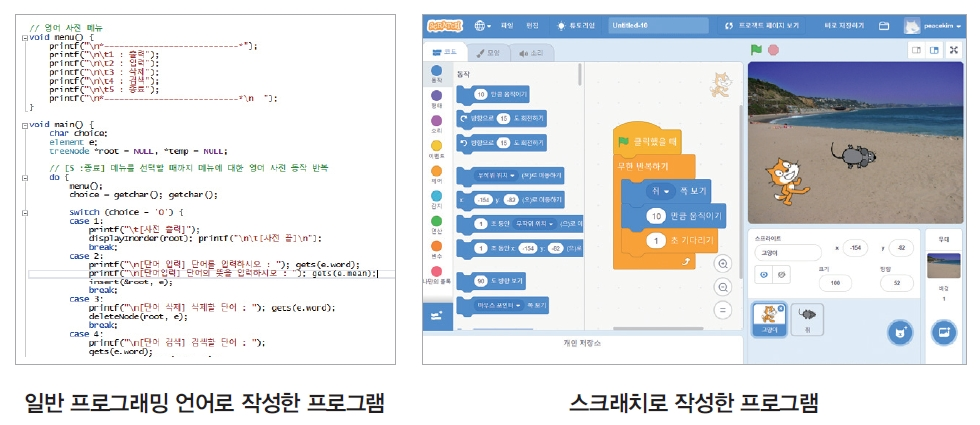 // 영어 사전 메뉴
void menu() {
printf("\n*---------------------------*");
printf("\n\t1 : 출력");
printf("\n\t2 : 입력");
printf("\n\t3 : 삭제");
printf("\n\t4 : 검색");
printf("\n\t5 : 종료");
printf("\n*---------------------------*\n ");
}
void main() {
char choice;
element e;
treeNode *root = NULL, *temp = NULL;
// [5 :종료] 메뉴를 선택할 때까지 메뉴에 대한 영어 사전 동작 반복
do {
menu();
choice = getchar(); getchar();
switch (choice - '0') {
case 1:
printf("\t[사전 출력]");
displayInorder(root); printf("\n\t[사전 끝]\n");
break;
case 2:
printf("\n[단어 입력] 단어를 입력하시오 : "); gets(e.word);
printf("\n[단어입력] 단어의 뜻을 입력하시오 : "); gets(e.mean);
insert(&root, e);
break;
case 3:
printf("\n[단어 삭제] 삭제할 단어 : "); gets(e.word);
deleteNode(root, e);
break;
case 4:
printf("\n[단어 검색] 검색할 단어 : ");
gets(e.word);
일반 프로그래밍 언어로 작성한 프로그램
SCRATCH 파일 편집 튜토리얼 Untitled-10 프로젝트 페이지 보기 peacekim
코드 모양 소리
동작
형태
소리
이벤트
제어
감지
연산
변수
나만의 블록
동작
10 만큼 움직이기
방향으로 15 도 회전하기
방향으로 15 도 회전하기
무작위 위치 (으)로 이동하기
x: -154 y: -82 (으)로 이동하기
1 초 동안 무작위 위치 (으)로
1 초 동안 x: -154 y: -82 (으)로
90 도 방향 보기
마우스 포인터 쪽 보기
클릭했을 때
무한 반복하기
쥐 쪽 보기
10 만큼 움직이기
1 초 기다리기
개인 저장소
스프라이트
고양이
x -154 y -82
크기 100
방향 52
고양이
쥐
무대
배경
1
스크래치로 작성한 프로그램